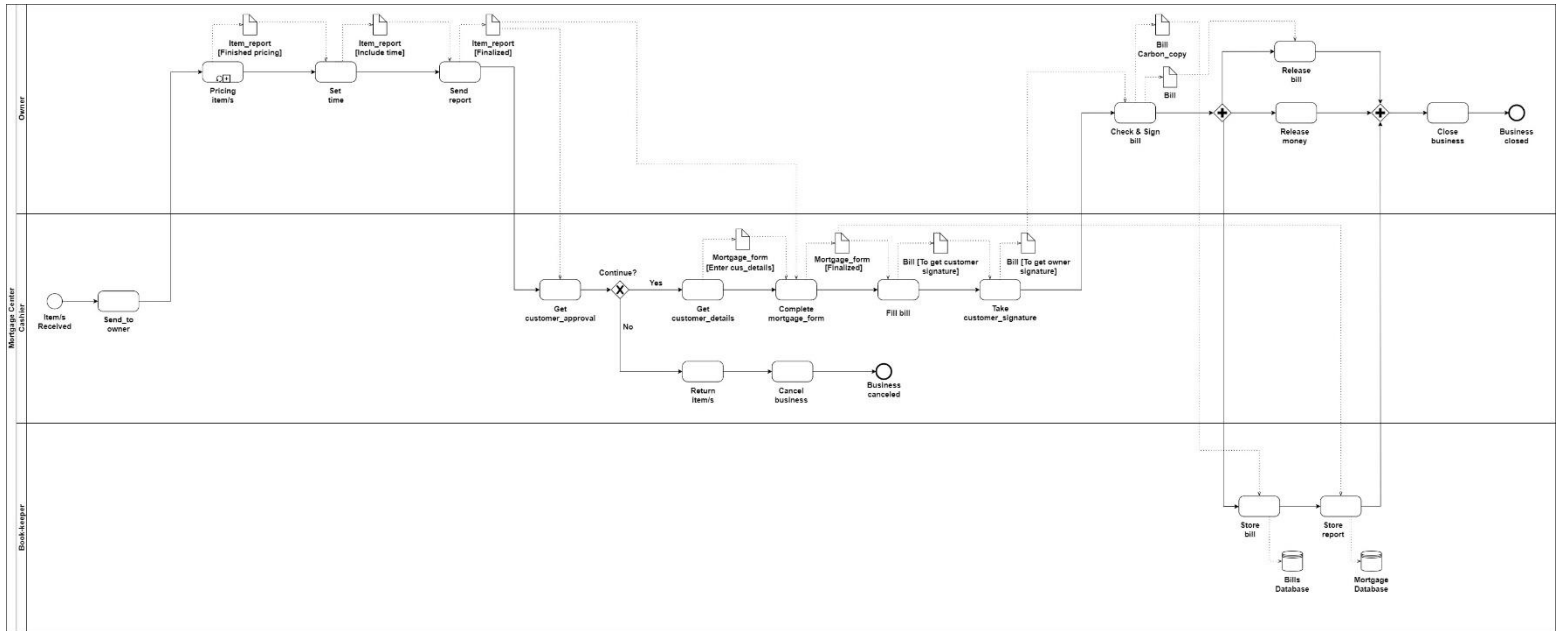 Mortgage Center
Owner
Item_report
[Finished pricing]
Item_report
[Include time]
Item_report
[Finalized]
Pricing
item/s
Set
time
Send
report
Bill
Carbon_copy
Bill
Check & Sign
bill
Release
bill
Release
money
Close
business
Business
closed
Cashier
Item/s
Received
Send_to
owner
Get
customer_approval
Continue?
Yes
No
Mortgage_form
[Enter cus_details]
Get
customer_details
Mortgage_form
[Finalized]
Complete
mortgage_form
Bill [To get customer
signature]
Fill bill
Bill [To get owner
signature]
Take
customer_signature
Return
item/s
Cancel
business
Business
canceled
Book-keeper
Store
bill
Store
report
Bills
Database
Mortgage
Database